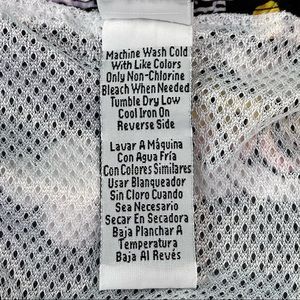 Machine Wash Cold
With Like Colors
Only Non-Chlorine
Bleach When Needed
Tumble Dry Low
Cool Iron On
Reverse Side
Lavar A Máquina
Con Agua Fría
Con Colores Similares
Usar Blanqueador
Sin Cloro Cuando
Sea Necesario
Secar En Secadora
Baja Planchar A
Temperatura
Baja Al Revés